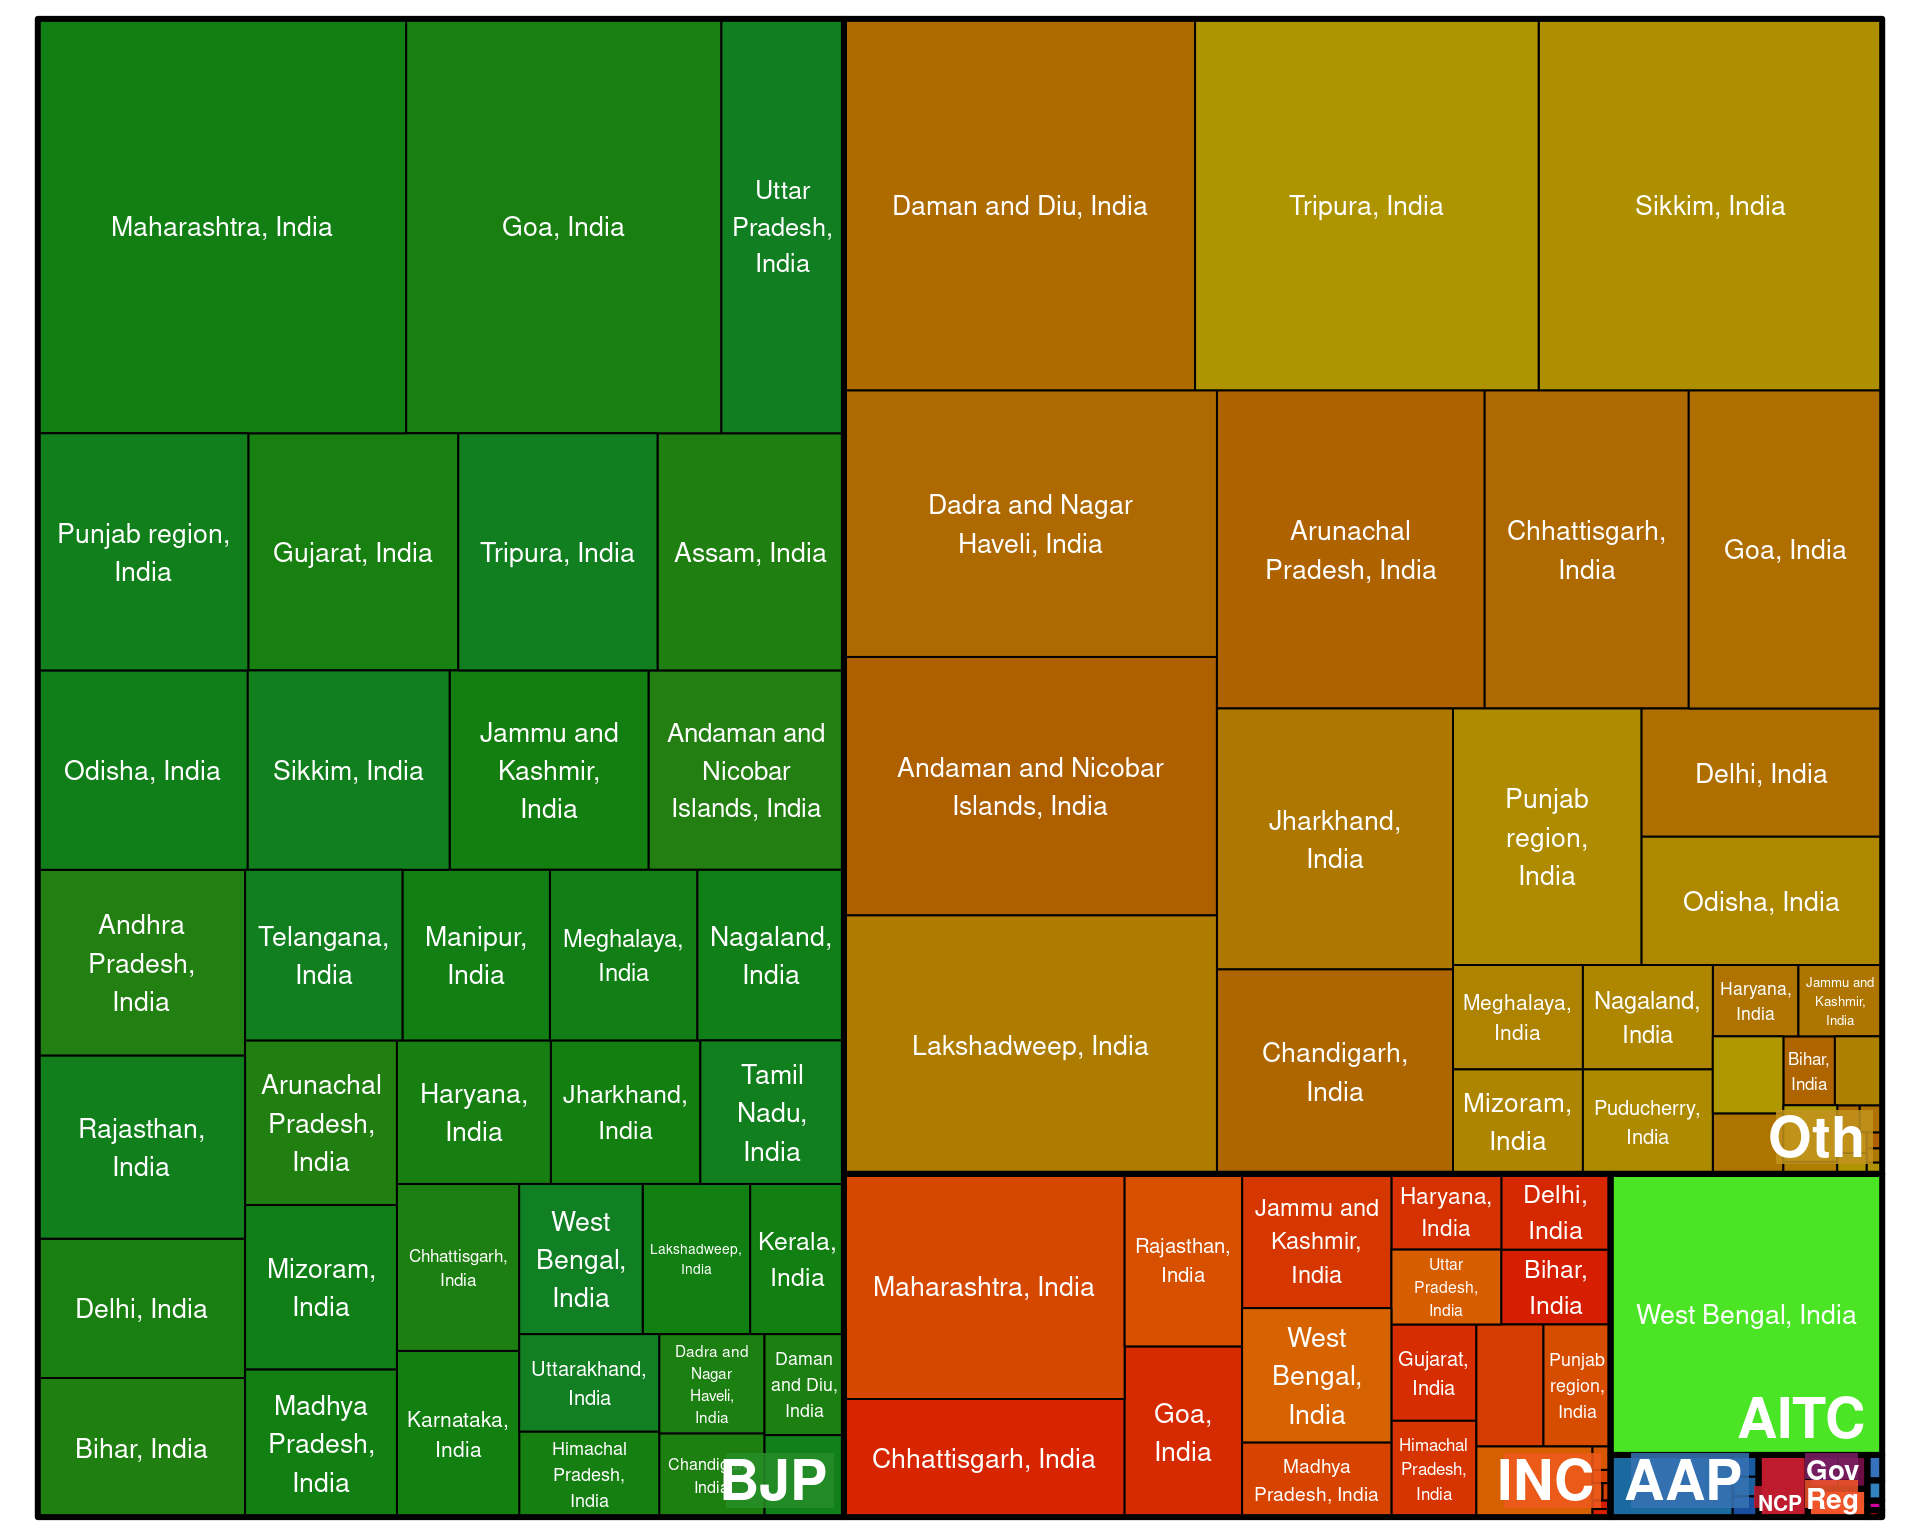 Maharashtra, India
Goa, India
Uttar
Pradesh,
India
Punjab region,
India
Gujarat, India
Tripura, India
Assam, India
Odisha, India
Sikkim, India
Jammu and
Kashmir,
India
Andaman and
Nicobar
Islands, India
Andhra
Pradesh,
India
Telangana,
India
Manipur,
India
Meghalaya,
India
Nagaland,
India
Rajasthan,
India
Arunachal
Pradesh,
India
Haryana,
India
Jharkhand,
India
Tamil
Nadu,
India
Delhi, India
Mizoram,
India
Chhattisgarh,
India
West
Bengal,
India
Lakshadweep,
India
Kerala,
India
Bihar, India
Madhya
Pradesh,
India
Karnataka,
India
Uttarakhand,
India
Dadra and
Nagar
Haveli,
India
Daman
and Diu,
India
Himachal
Pradesh,
India
India
BJP
Daman and Diu, India
Tripura, India
Sikkim, India
Dadra and Nagar
Haveli, India
Arunachal
Pradesh, India
Chhattisgarh,
India
Goa, India
Andaman and Nicobar
Islands, India
Jharkhand,
India
Punjab
region,
India
Delhi, India
Odisha, India
Lakshadweep, India
Chandigarh,
India
Meghalaya,
India
Nagaland,
India
Haryana,
India
Jammu and
Kashmir,
India
Mizoram,
India
Puducherry,
India
Bihar,
India
Oth
Maharashtra, India
Rajasthan,
India
Jammu and
Kashmir,
India
Haryana,
India
Delhi,
India
Uttar
Pradesh,
India
Bihar,
India
Chhattisgarh, India
Goa,
India
West
Bengal,
India
Gujarat,
India
Punjab
region,
India
Madhya
Pradesh, India
Himachal
Pradesh,
India
INC
West Bengal, India
AITC
AAP
NCP
Gov
Reg